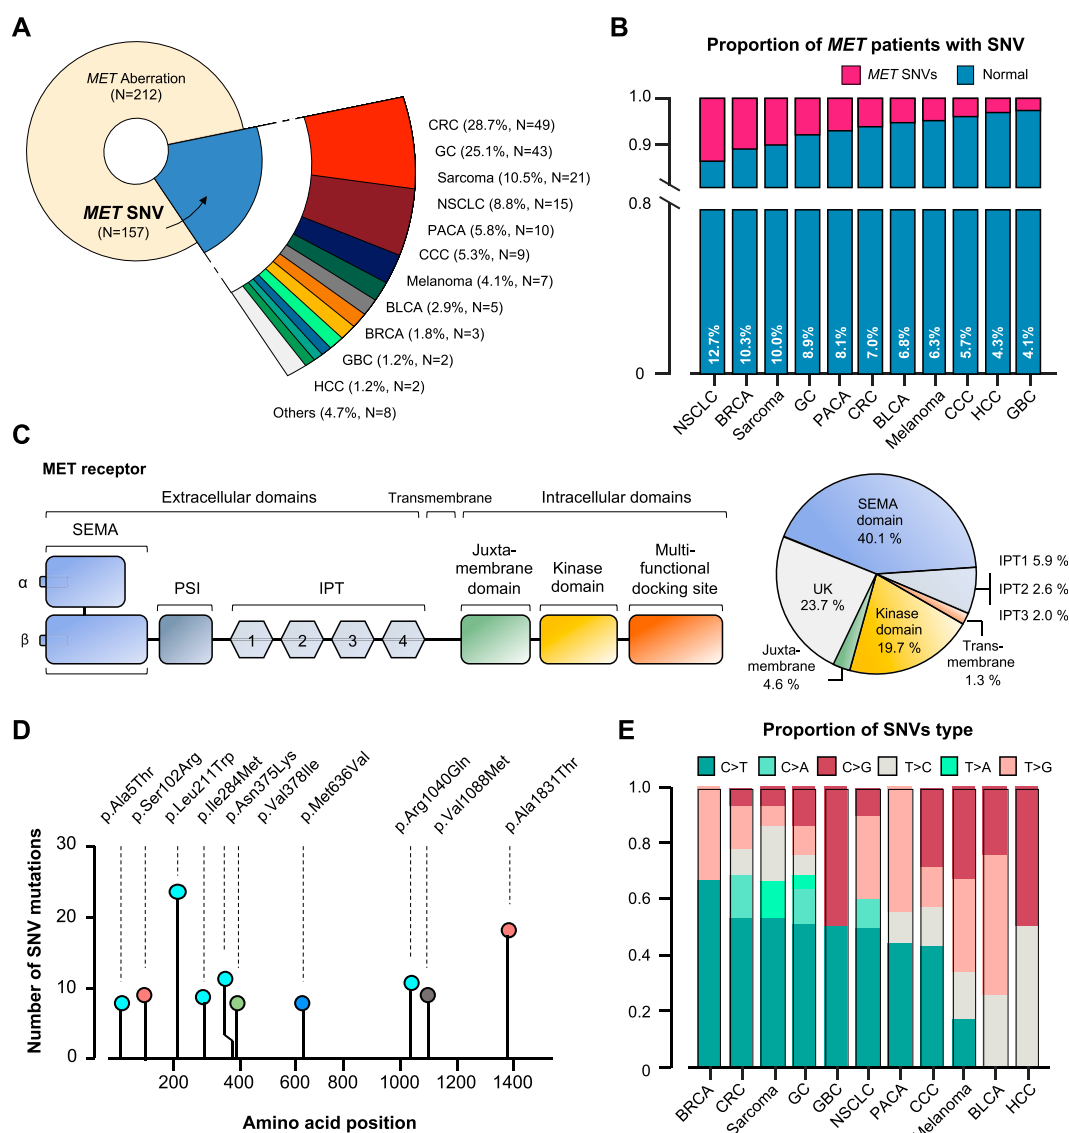 A
MET Aberration
(N=212)
MET SNV
(N=157)
CRC (28.7%, N=49)
GC (25.1%, N=43)
Sarcoma (10.5%, N=21)
NSCLC (8.8%, N=15)
PACA (5.8%, N=10)
CCC (5.3%, N=9)
Melanoma (4.1%, N=7)
BLCA (2.9%, N=5)
BRCA (1.8%, N=3)
GBC (1.2%, N=2)
HCC (1.2%, N=2)
Others (4.7%, N=8)
B
Proportion of MET patients with SNV
MET SNVs
Normal
1.0
0.9
0.8
0
12.7%
10.3%
10.0%
8.9%
8.1%
7.0%
6.8%
6.3%
5.7%
4.3%
4.1%
NSCLC
BRCA
Sarcoma
GC
PACA
CRC
BLCA
Melanoma
CCC
HCC
GBC
C
MET receptor
Extracellular domains
Transmembrane
Intracellular domains
SEMA
PSI
IPT
Juxta-
membrane
domain
Kinase
domain
Multi-
functional
docking site
α
β
1
2
3
4
SEMA
domain
40.1 %
IPT1 5.9 %
IPT2 2.6 %
IPT3 2.0 %
UK
23.7 %
Kinase
domain
19.7 %
Trans-
membrane
1.3 %
Juxta-
membrane
4.6 %
D
p.Ala5Thr
p.Ser102Arg
p.Leu211Trp
p.Ile284Met
p.Asn375Lys
p.Val378Ile
p.Met636Val
p.Arg1040Gln
p.Val1088Met
p.Ala1831Thr
Number of SNV mutations
30
20
10
0
200
400
600
800
1000
1200
1400
Amino acid position
E
Proportion of SNVs type
C>T
C>A
C>G
T>C
T>A
T>G
1.0
0.8
0.6
0.4
0.2
0
BRCA
CRC
Sarcoma
GC
GBC
NSCLC
PACA
CCC
Melanoma
BLCA
HCC